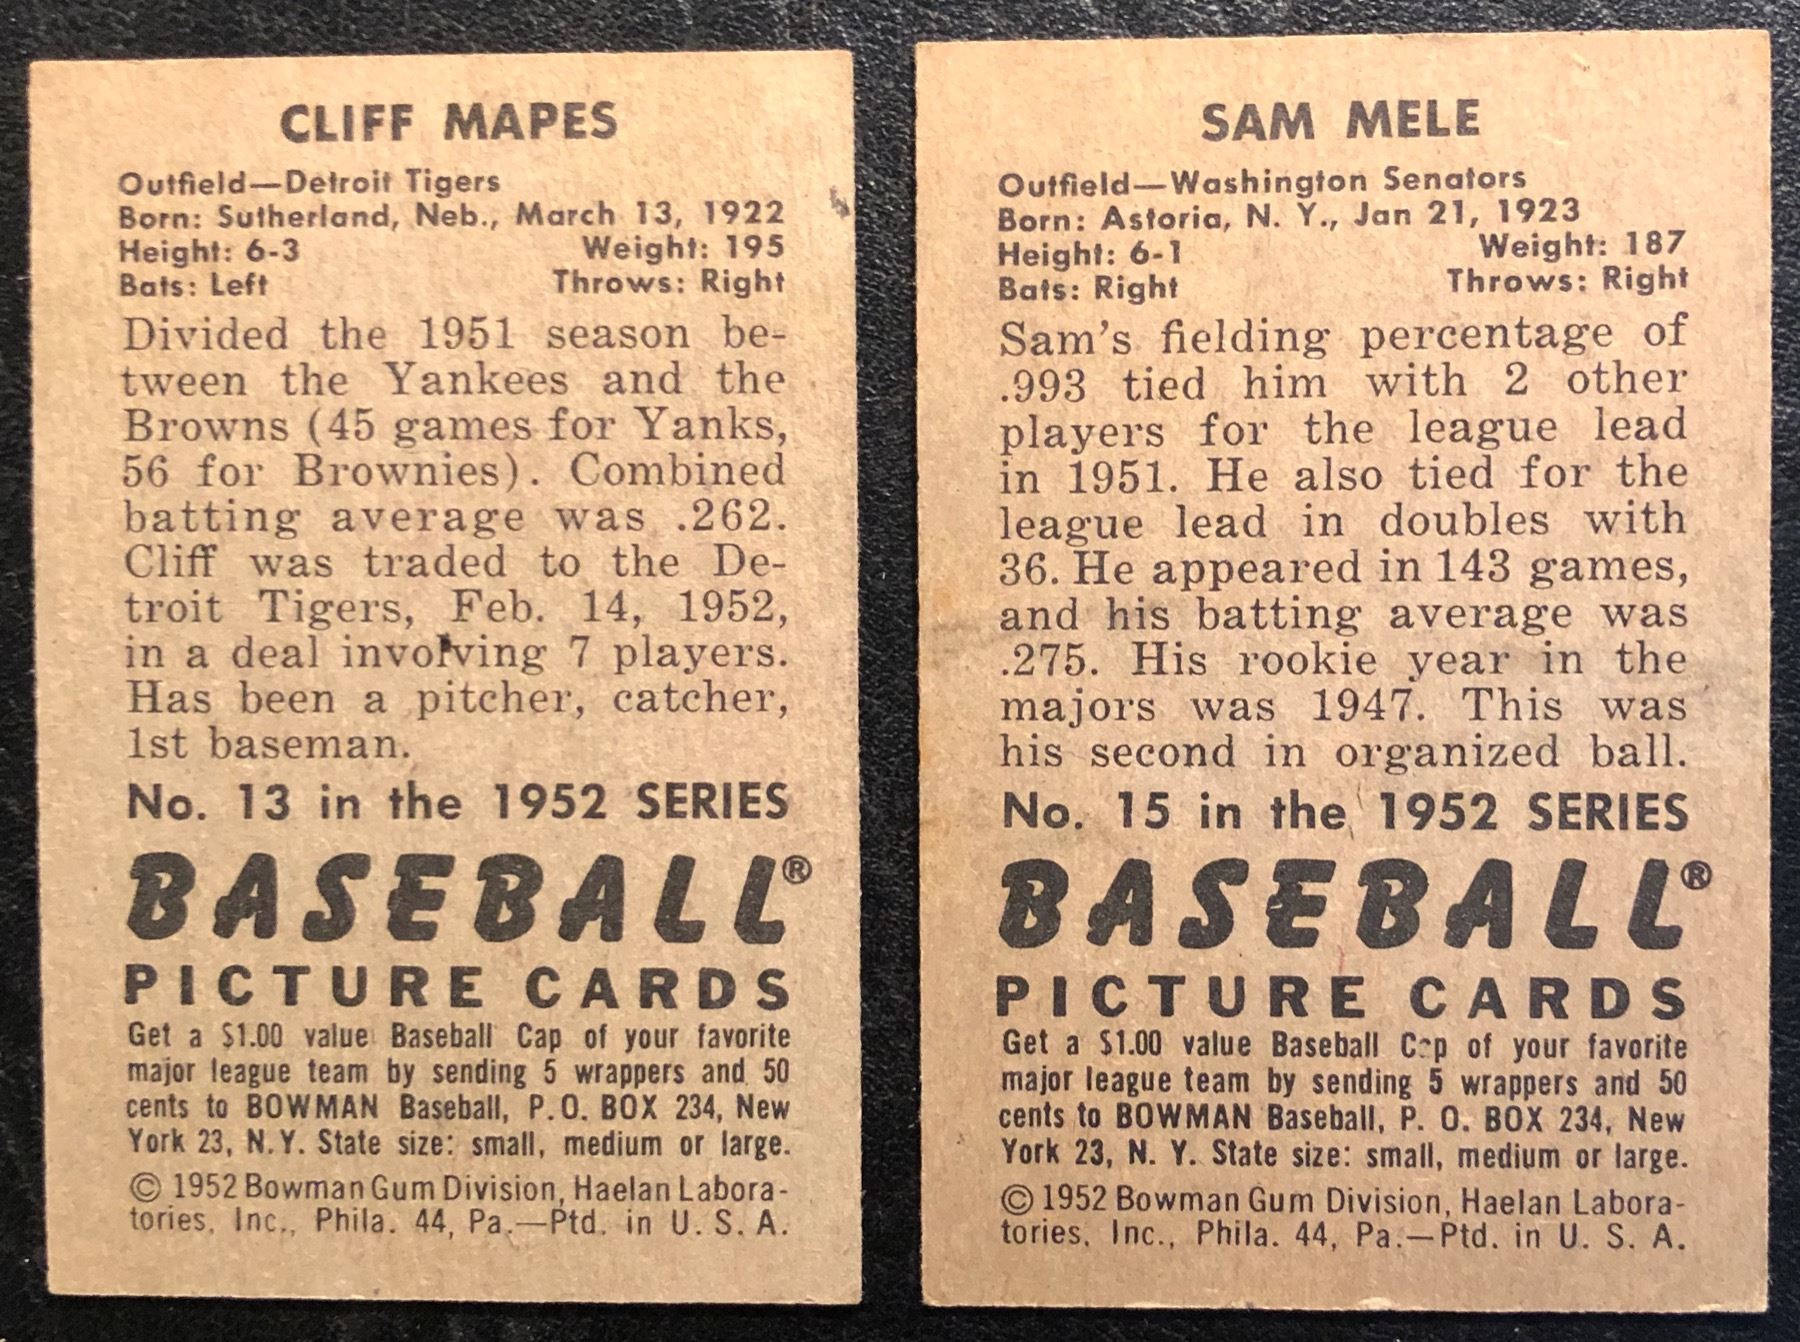 CLIFF MAPES
Outfield—Detroit Tigers
Born: Sutherland, Neb., March 13, 1922
Height: 6-3 Weight: 195
Bats: Left Throws: Right
Divided the 1951 season be-
tween the Yankees and the
Browns (45 games for Yanks,
56 for Brownies). Combined
batting average was .262.
Cliff was traded to the De-
troit Tigers, Feb. 14, 1952,
in a deal involving 7 players.
Has been a pitcher, catcher,
1st baseman.
No. 13 in the 1952 SERIES
BASEBALL®
PICTURE CARDS
Get a $1.00 value Baseball Cap of your favorite
major league team by sending 5 wrappers and 50
cents to BOWMAN Baseball, P.O. BOX 234, New
York 23, N.Y. State size: small, medium or large.
© 1952 Bowman Gum Division, Haelan Labora-
tories, Inc., Phila. 44, Pa.—Ptd. in U. S. A.
SAM MELE
Outfield—Washington Senators
Born: Astoria, N. Y., Jan 21, 1923
Height: 6-1 Weight: 187
Bats: Right Throws: Right
Sam's fielding percentage of
.993 tied him with 2 other
players for the league lead
in 1951. He also tied for the
league lead in doubles with
36. He appeared in 143 games,
and his batting average was
.275. His rookie year in the
majors was 1947. This was
his second in organized ball.
No. 15 in the 1952 SERIES
BASEBALL®
PICTURE CARDS
Get a $1.00 value Baseball Cap of your favorite
major league team by sending 5 wrappers and 50
cents to BOWMAN Baseball, P. O. BOX 234, New
York 23, N. Y. State size: small, medium or large.
© 1952 Bowman Gum Division, Haelan Labora-
tories, Inc., Phila. 44, Pa.—Ptd. in U. S. A.